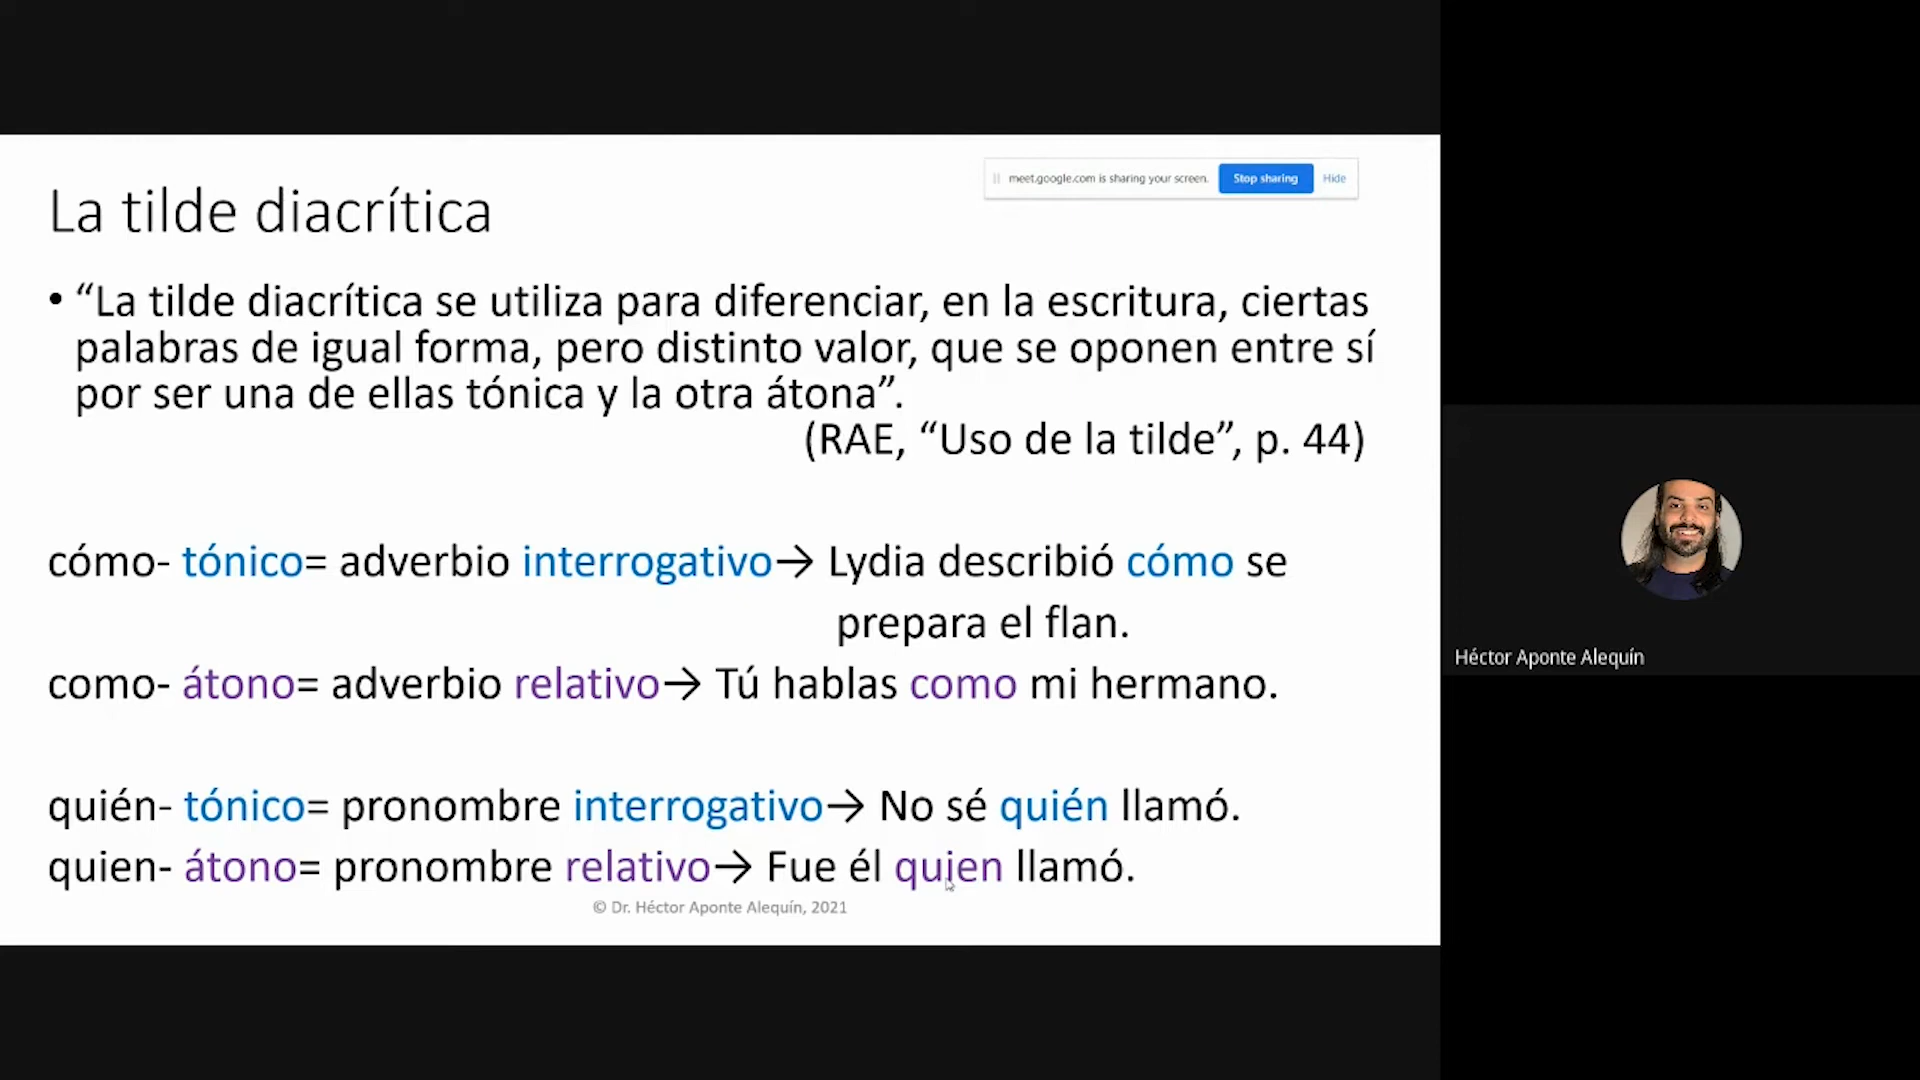 meet.google.com is sharing your screen. Stop sharing Hide
La tilde diacrítica
• “La tilde diacrítica se utiliza para diferenciar, en la escritura, ciertas
palabras de igual forma, pero distinto valor, que se oponen entre sí
por ser una de ellas tónica y la otra átona”.
(RAE, “Uso de la tilde”, p. 44)
cómo- tónico= adverbio interrogativo→ Lydia describió cómo se
prepara el flan.
como- átono= adverbio relativo→ Tú hablas como mi hermano.
quién- tónico= pronombre interrogativo→ No sé quién llamó.
quien- átono= pronombre relativo→ Fue él quien llamó.
© Dr. Héctor Aponte Alequín, 2021
Héctor Aponte Alequín